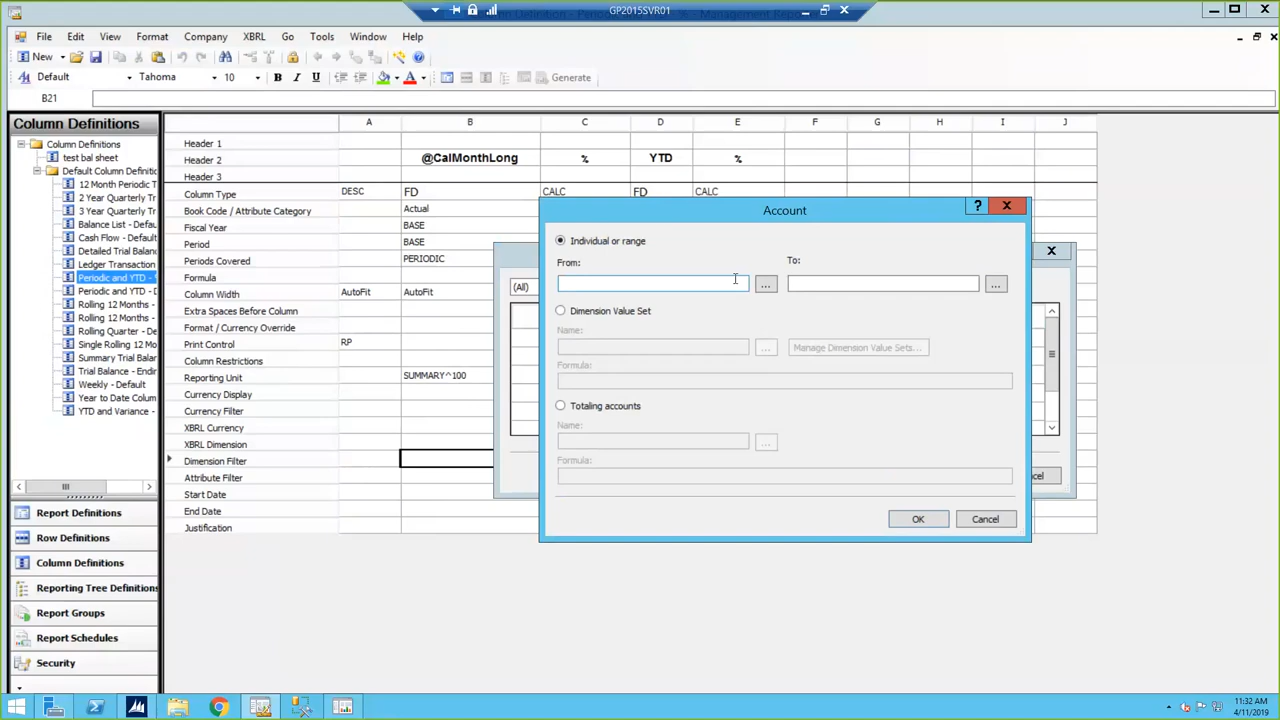 GP2015SVR01
File Edit View Format Company XBRL Go Tools Window Help
New
Default Tahoma 10 B I U A Generate
B21
Column Definitions
Column Definitions
test bal sheet
Default Column Defini
12 Month Periodic T
2 Year Quarterly Tr
3 Year Quarterly Tr
Balance List - Defau
Cash Flow - Default
Detailed Trial Balanc
Ledger Transaction
Periodic and YTD -
Periodic and YTD -
Rolling 12 Months -
Rolling 12 Months -
Rolling Quarter - De
Single Rolling 12 Mo
Summary Trial Balan
Trial Balance - Endin
Weekly - Default
Year to Date Colum
YTD and Variance -
Report Definitions
Row Definitions
Column Definitions
Reporting Tree Definitions
Report Groups
Report Schedules
Security
A B C D E F G H I J
Header 1
Header 2 @CalMonthLong % YTD %
Header 3
Column Type DESC FD CALC FD CALC
Book Code / Attribute Category Actual
Fiscal Year BASE
Period BASE
Periods Covered PERIODIC
Formula
Column Width AutoFit AutoFit
Extra Spaces Before Column
Format / Currency Override
Print Control RP
Column Restrictions
Reporting Unit SUMMARY^100
Currency Display
Currency Filter
XBRL Currency
XBRL Dimension
Dimension Filter
Attribute Filter
Start Date
End Date
Justification
(All)
cel
Account
?
Individual or range
From: To:
... ...
Dimension Value Set
Name:
... Manage Dimension Value Sets...
Formula:
Totaling accounts
Name:
...
Formula:
OK Cancel
11:32 AM
4/11/2019